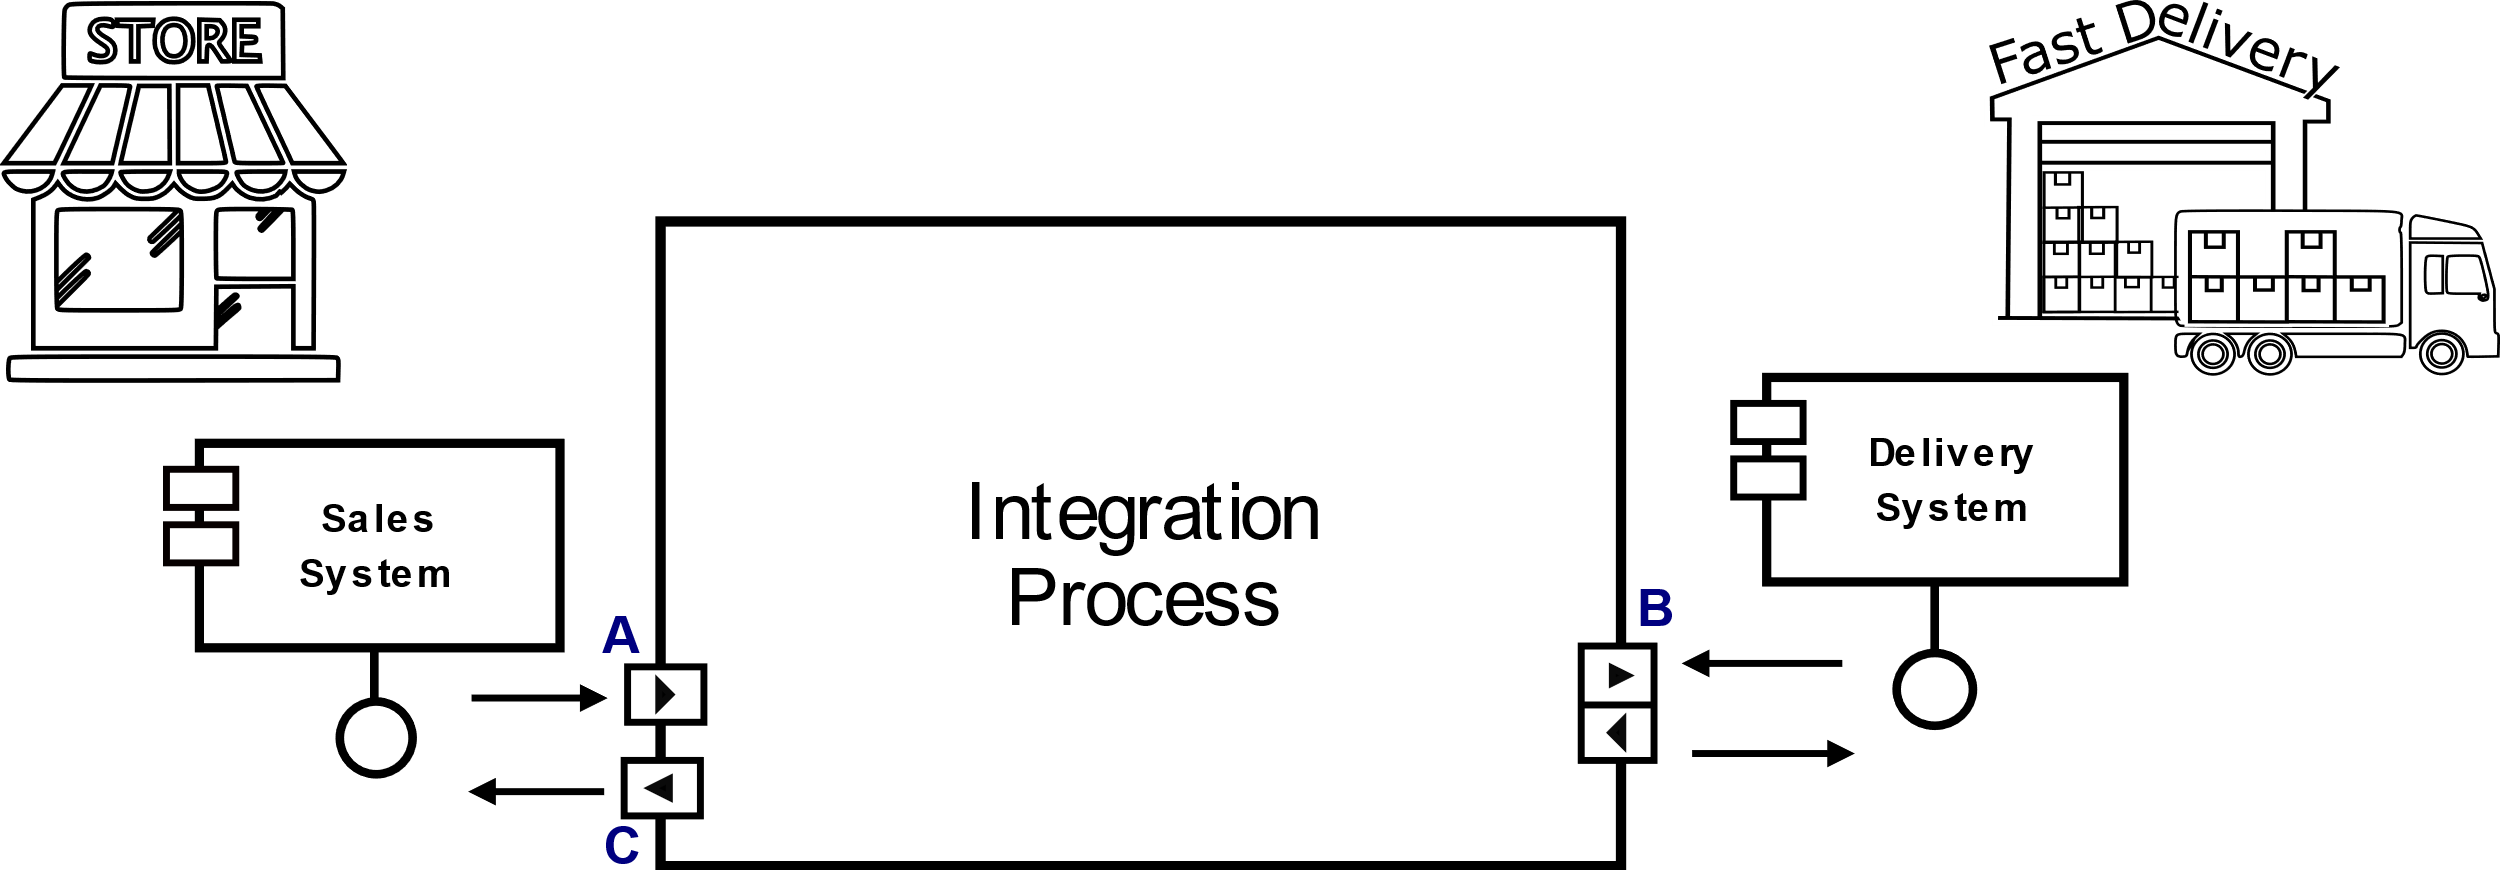 STORE
Fast Delivery
Sales
System
Integration
Process
Delivery
System
A
B
C